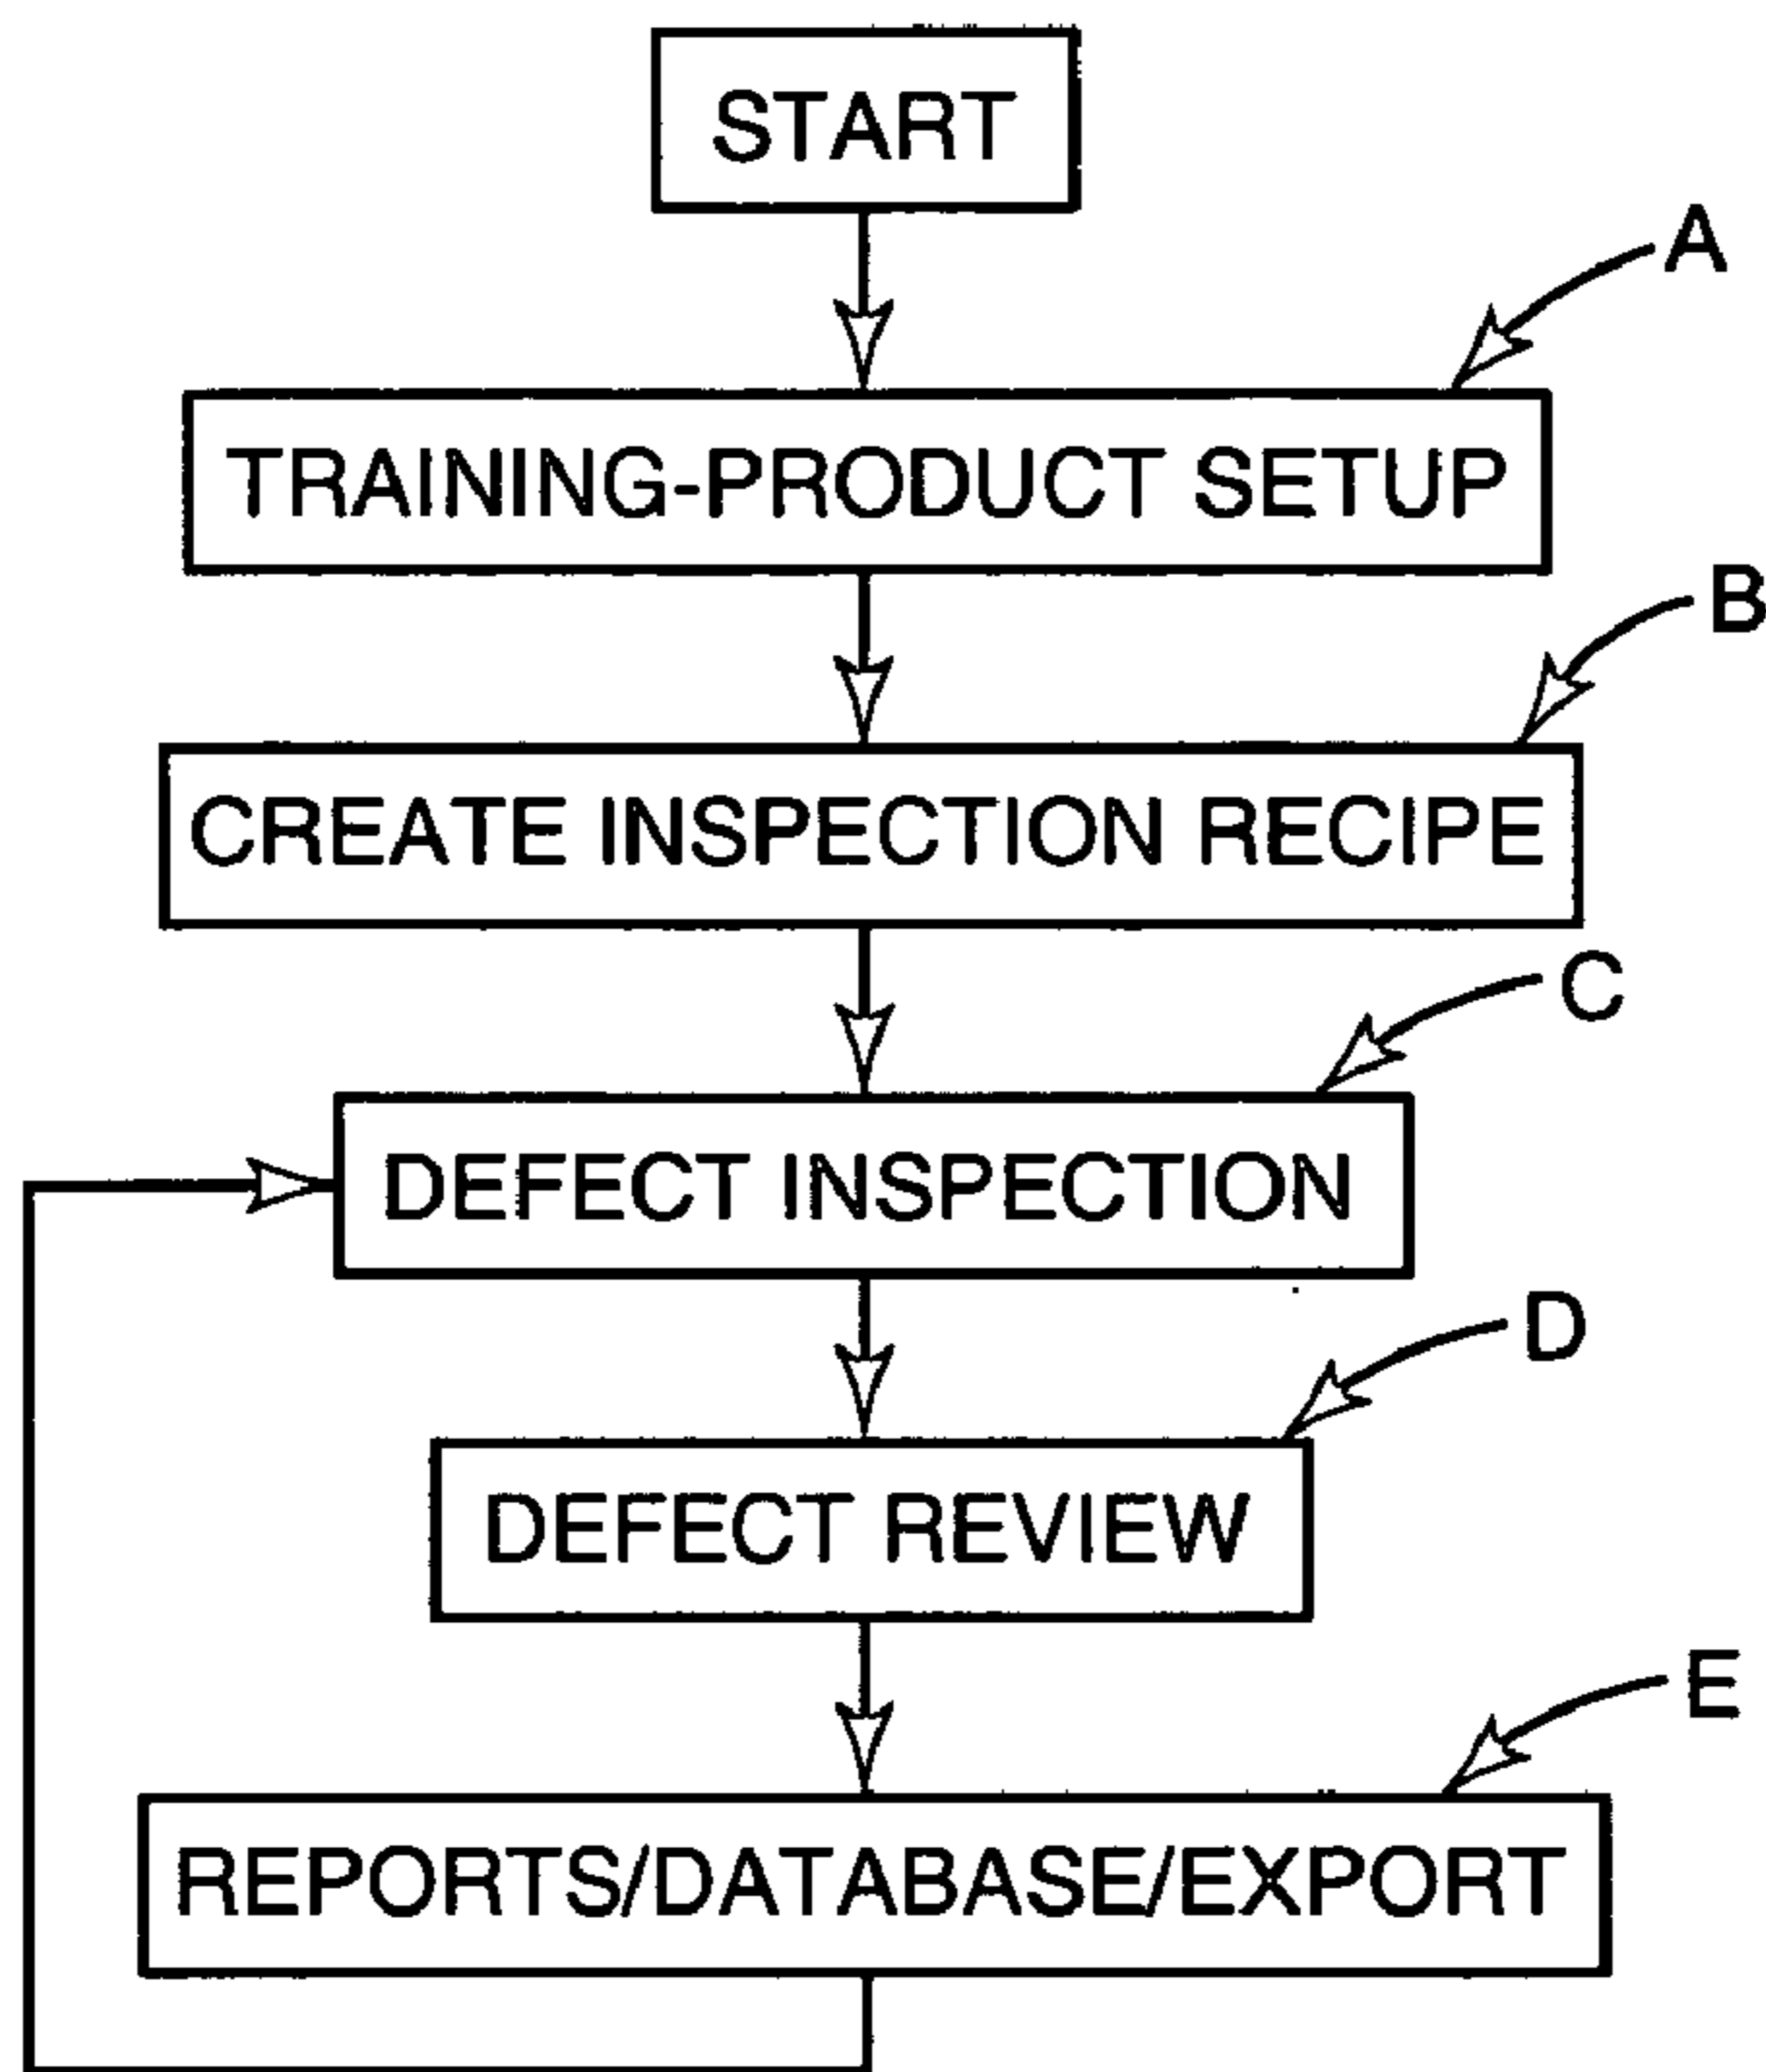 START
A
TRAINING-PRODUCT SETUP
B
CREATE INSPECTION RECIPE
C
DEFECT INSPECTION
D
DEFECT REVIEW
E
REPORTS/DATABASE/EXPORT